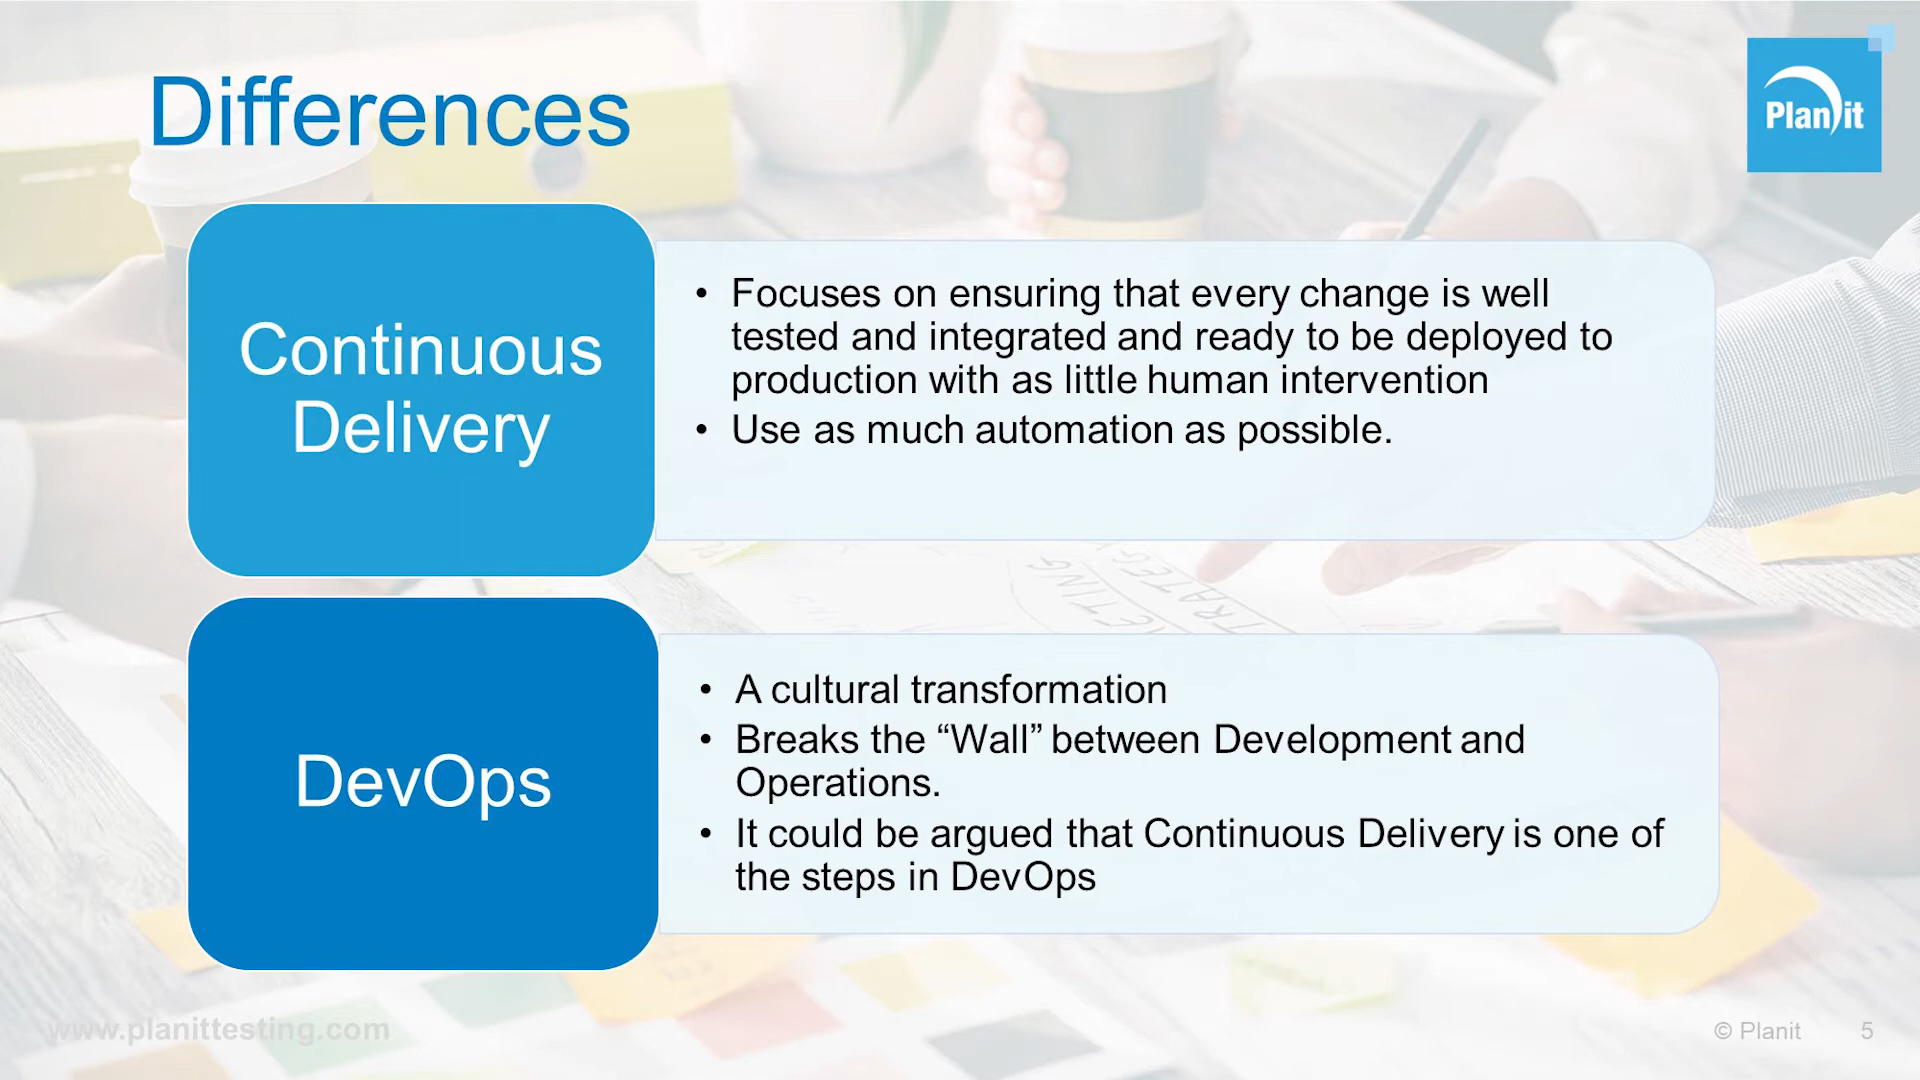 Differences
Plan it
Continuous
Delivery
• Focuses on ensuring that every change is well
tested and integrated and ready to be deployed to
production with as little human intervention
• Use as much automation as possible.
ETING
TRATEGY
DevOps
• A cultural transformation
• Breaks the “Wall” between Development and
Operations.
• It could be argued that Continuous Delivery is one of
the steps in DevOps
www.planittesting.com
© Planit
5